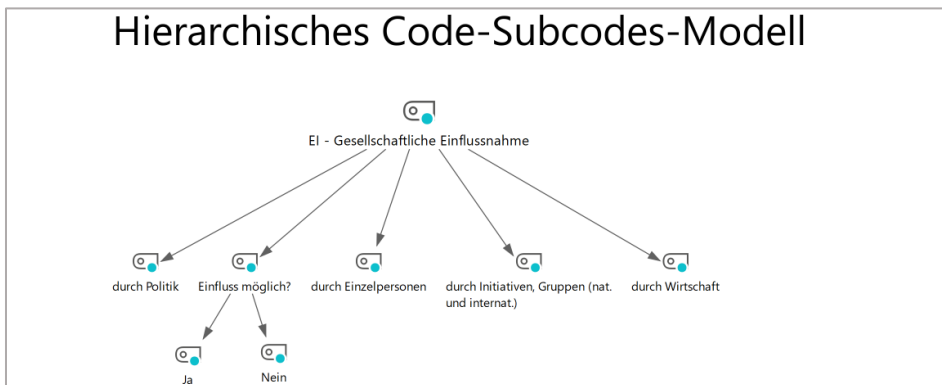 Hierarchisches Code-Subcodes-Modell
EI - Gesellschaftliche Einflussnahme
durch Politik
Einfluss möglich?
durch Einzelpersonen
durch Initiativen, Gruppen (nat.
und internat.)
durch Wirtschaft
Ja
Nein